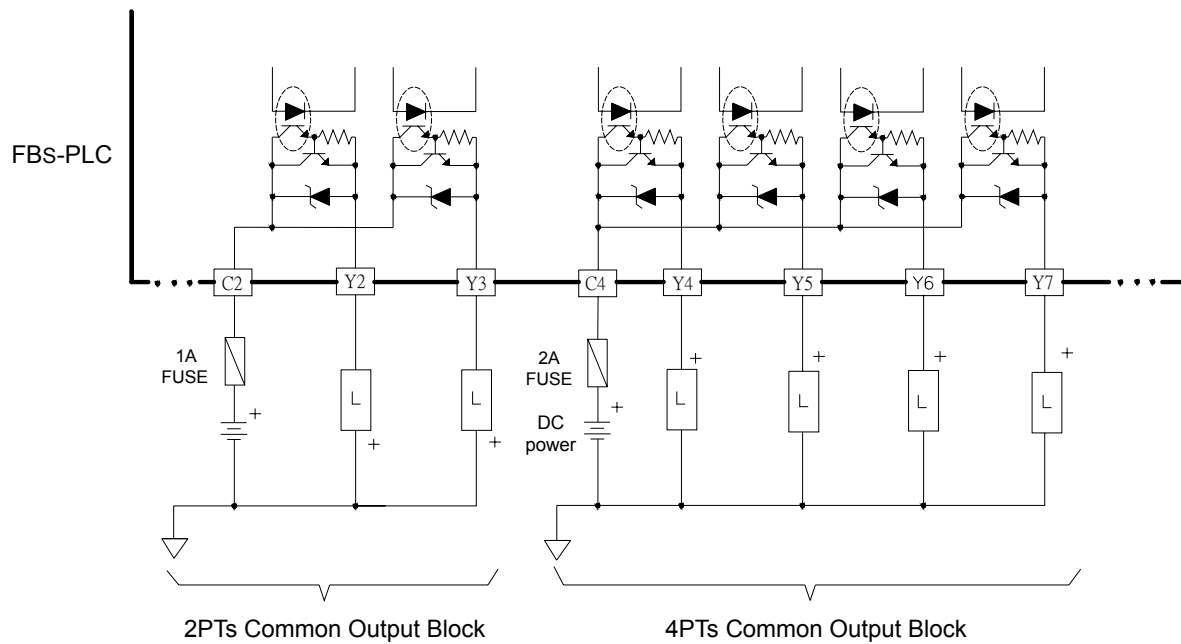 FBs-PLC
C2 Y2 Y3 C4 Y4 Y5 Y6 Y7
1A
FUSE
+
L
+
L
+
2A
FUSE
DC
power
+
L
+
L
+
L
+
L
+
2PTs Common Output Block
4PTs Common Output Block